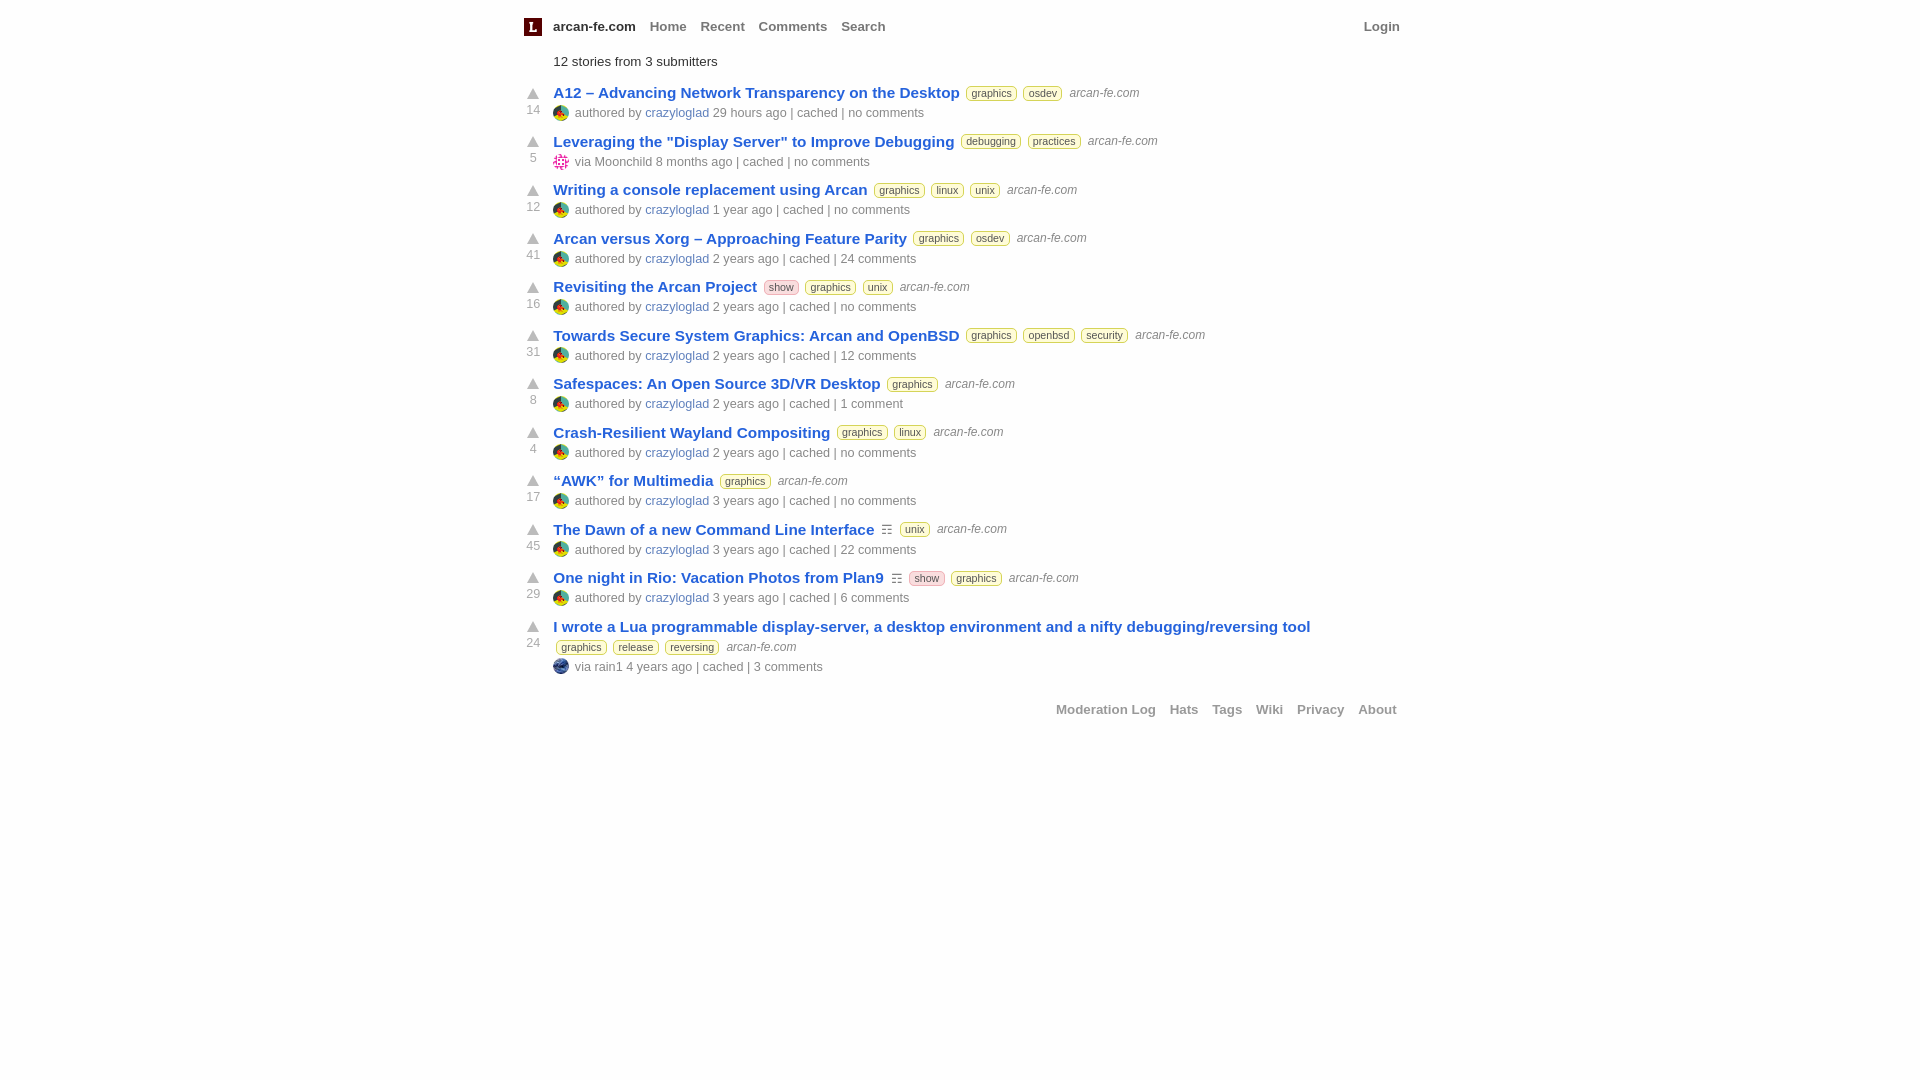 L arcan-fe.com Home Recent Comments Search Login
12 stories from 3 submitters
A12 – Advancing Network Transparency on the Desktop graphics osdev arcan-fe.com
14
authored by crazyloglad 29 hours ago | cached | no comments
Leveraging the "Display Server" to Improve Debugging debugging practices arcan-fe.com
5
via Moonchild 8 months ago | cached | no comments
Writing a console replacement using Arcan graphics linux unix arcan-fe.com
12
authored by crazyloglad 1 year ago | cached | no comments
Arcan versus Xorg – Approaching Feature Parity graphics osdev arcan-fe.com
41
authored by crazyloglad 2 years ago | cached | 24 comments
Revisiting the Arcan Project show graphics unix arcan-fe.com
16
authored by crazyloglad 2 years ago | cached | no comments
Towards Secure System Graphics: Arcan and OpenBSD graphics openbsd security arcan-fe.com
31
authored by crazyloglad 2 years ago | cached | 12 comments
Safespaces: An Open Source 3D/VR Desktop graphics arcan-fe.com
8
authored by crazyloglad 2 years ago | cached | 1 comment
Crash-Resilient Wayland Compositing graphics linux arcan-fe.com
4
authored by crazyloglad 2 years ago | cached | no comments
“AWK” for Multimedia graphics arcan-fe.com
17
authored by crazyloglad 3 years ago | cached | no comments
The Dawn of a new Command Line Interface ☶ unix arcan-fe.com
45
authored by crazyloglad 3 years ago | cached | 22 comments
One night in Rio: Vacation Photos from Plan9 ☶ show graphics arcan-fe.com
29
authored by crazyloglad 3 years ago | cached | 6 comments
I wrote a Lua programmable display-server, a desktop environment and a nifty debugging/reversing tool
24
graphics release reversing arcan-fe.com
via rain1 4 years ago | cached | 3 comments
Moderation Log Hats Tags Wiki Privacy About